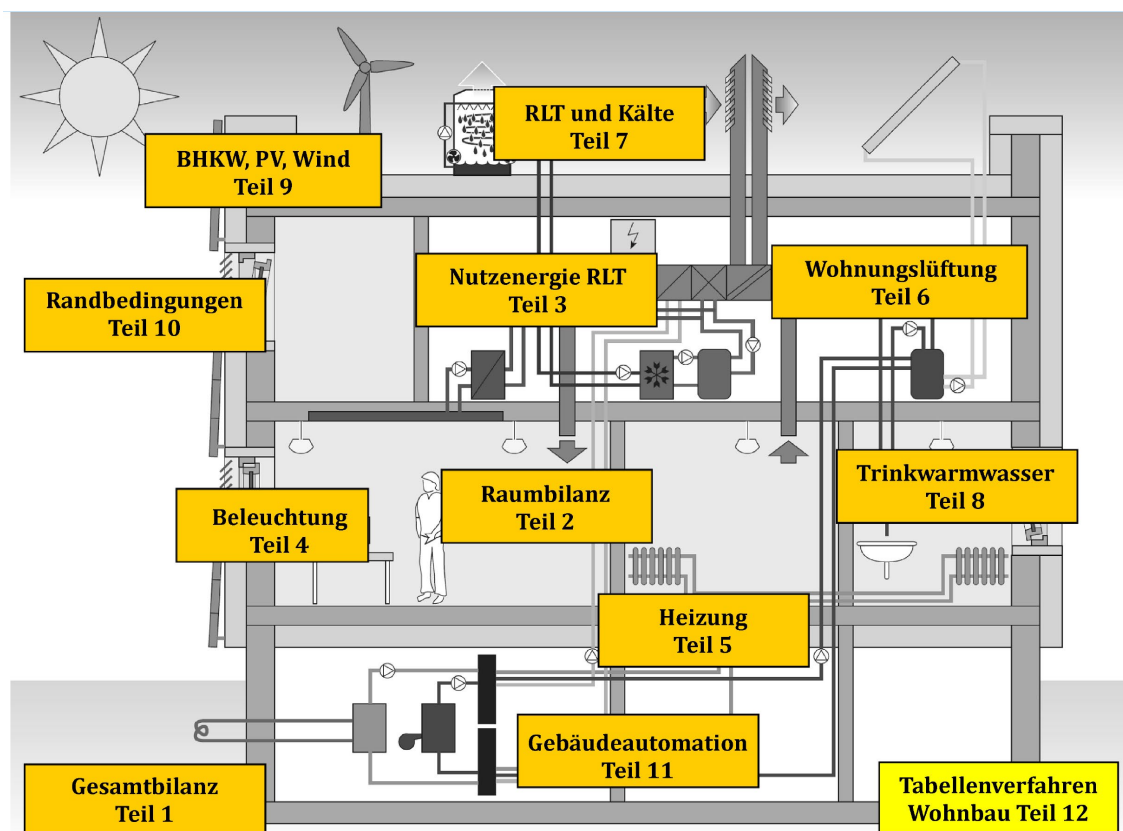 RLT und Kälte
Teil 7
BHKW, PV, Wind
Teil 9
Nutzenergie RLT
Teil 3
Wohnungslüftung
Teil 6
Randbedingungen
Teil 10
Raumbilanz
Teil 2
Trinkwarmwasser
Teil 8
Beleuchtung
Teil 4
Heizung
Teil 5
Gebäudeautomation
Teil 11
Gesamtbilanz
Teil 1
Tabellenverfahren
Wohnbau Teil 12